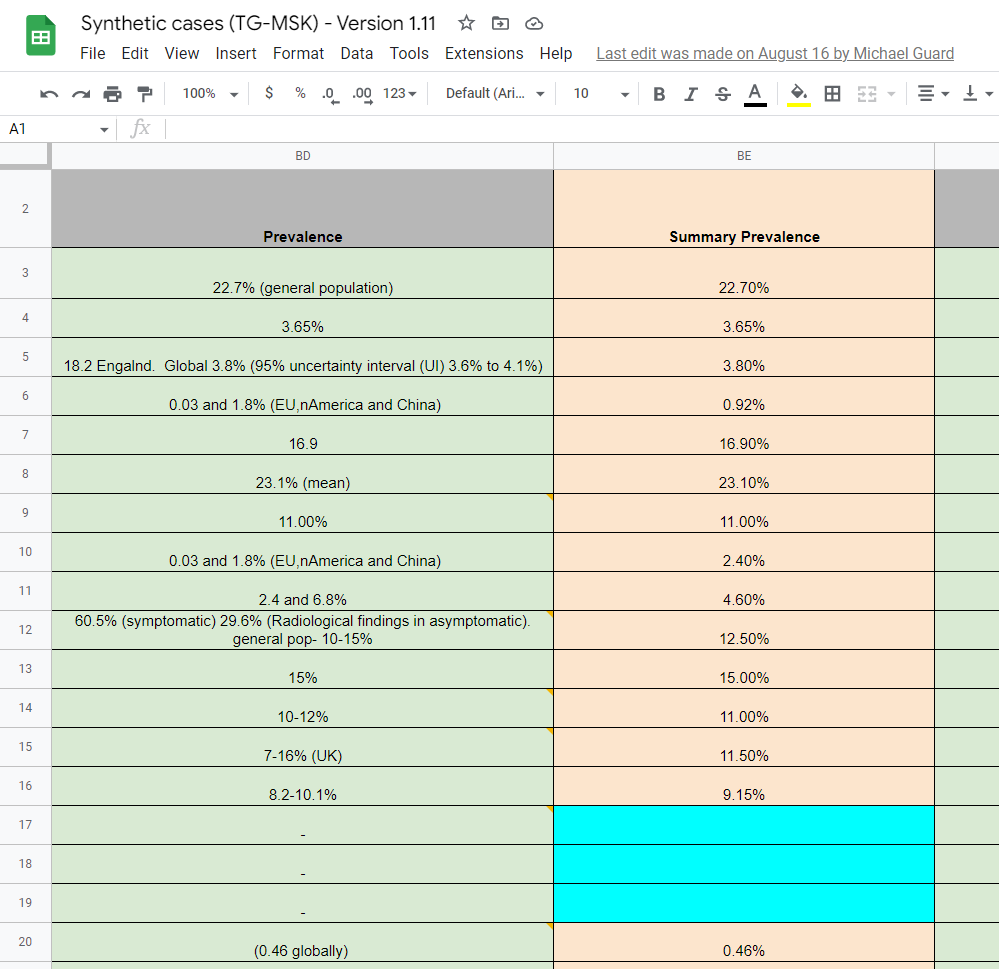 Synthetic cases (TG-MSK) - Version 1.11
File Edit View Insert Format Data Tools Extensions Help Last edit was made on August 16 by Michael Guard
100% $ % .0 .00 123 Default (Ari... 10 B I S A
A1 fx
BD BE
2 Prevalence Summary Prevalence
3 22.7% (general population) 22.70%
4 3.65% 3.65%
5 18.2 Engalnd. Global 3.8% (95% uncertainty interval (UI) 3.6% to 4.1%) 3.80%
6 0.03 and 1.8% (EU,nAmerica and China) 0.92%
7 16.9 16.90%
8 23.1% (mean) 23.10%
9 11.00% 11.00%
10 0.03 and 1.8% (EU,nAmerica and China) 2.40%
11 2.4 and 6.8% 4.60%
60.5% (symptomatic) 29.6% (Radiological findings in asymptomatic).
12 general pop- 10-15% 12.50%
13 15% 15.00%
14 10-12% 11.00%
15 7-16% (UK) 11.50%
16 8.2-10.1% 9.15%
17 -
18 -
19 -
20 (0.46 globally) 0.46%